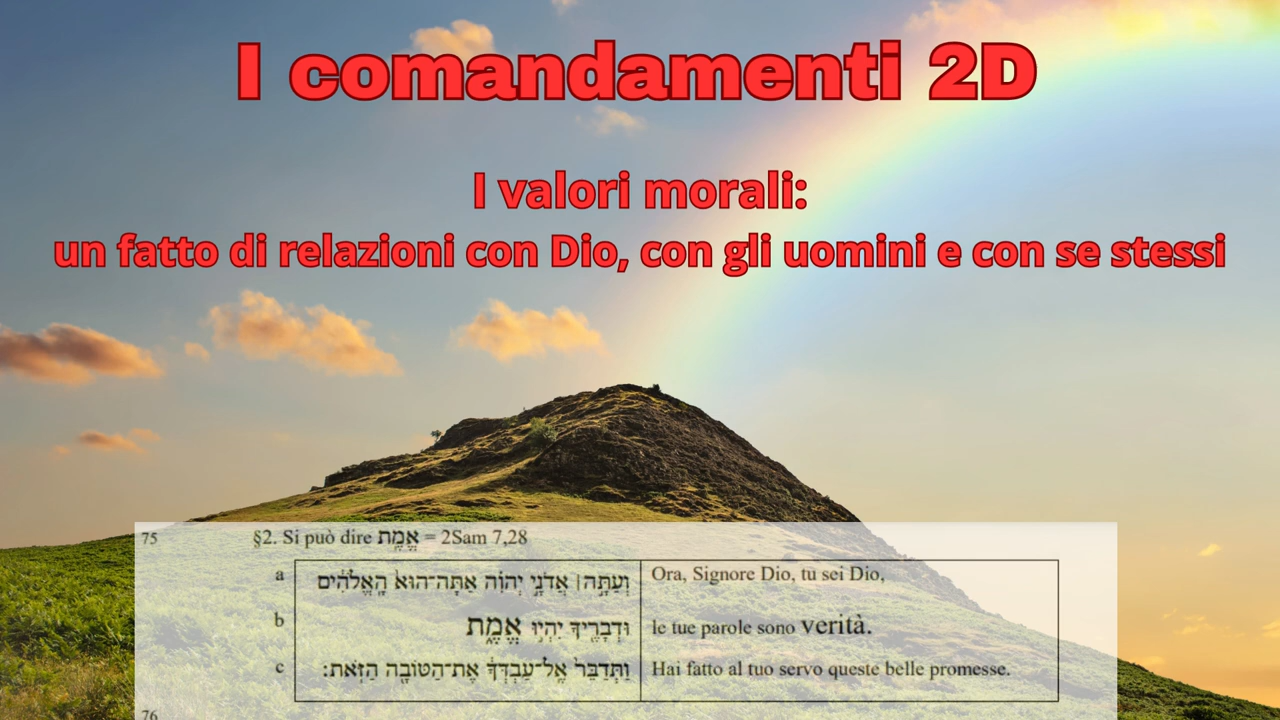 I comandamenti 2D
I valori morali:
un fatto di relazioni con Dio, con gli uomini e con se stessi
75 §2. Si può dire אֱמֶ֑ת = 2Sam 7,28
a וְעַתָּ֣ה׀ אֲדֹנָ֣י יְהוִ֗ה אַתָּה־הוּא֙ הָֽאֱלֹהִ֔ים Ora, Signore Dio, tu sei Dio,
b וּדְבָרֶ֖יךָ יִהְי֣וּ אֱמֶ֑ת le tue parole sono verità.
c וַתְּדַבֵּר֙ אֶֽל־עַבְדְּךָ֔ אֶת־הַטּוֹבָ֖ה הַזֹּֽאת׃ Hai fatto al tuo servo queste belle promesse.
76